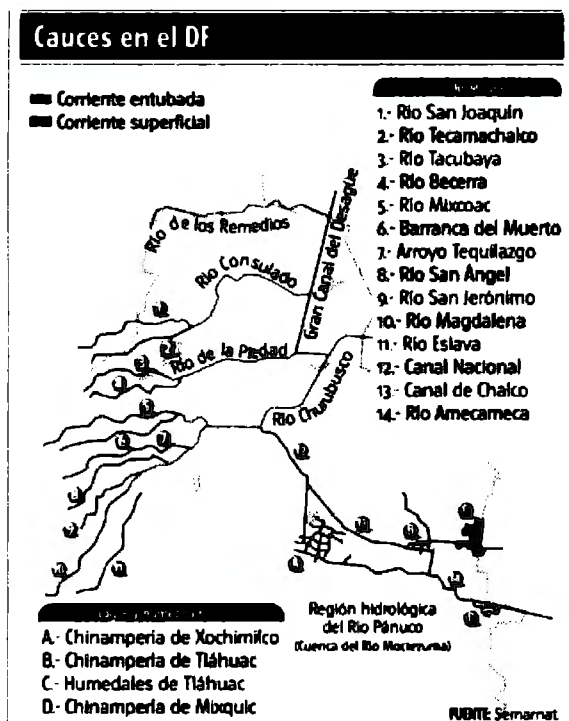 Cauces en el DF
Corriente entubada
Corriente superficial
1.- Río San Joaquín
2.- Río Tecamachalco
3.- Río Tacubaya
4.- Río Becerra
5.- Río Mixcoac
6.- Barranca del Muerto
7.- Arroyo Tequilazgo
8.- Río San Ángel
9.- Río San Jerónimo
10.- Río Magdalena
11.- Río Eslava
12.- Canal Nacional
13.- Canal de Chalco
14.- Río Amecameca
Río de los Remedios
Gran Canal del Desagüe
Río Consulado
Río de la Piedad
Río Churubusco
A.- Chinampería de Xochimilco
B.- Chinampería de Tláhuac
C.- Humedales de Tláhuac
D.- Chinampería de Mixquic
Región hidrológica
del Río Pánuco
(Cuenca del Río Moctezuma)
FUENTE: Semarnat